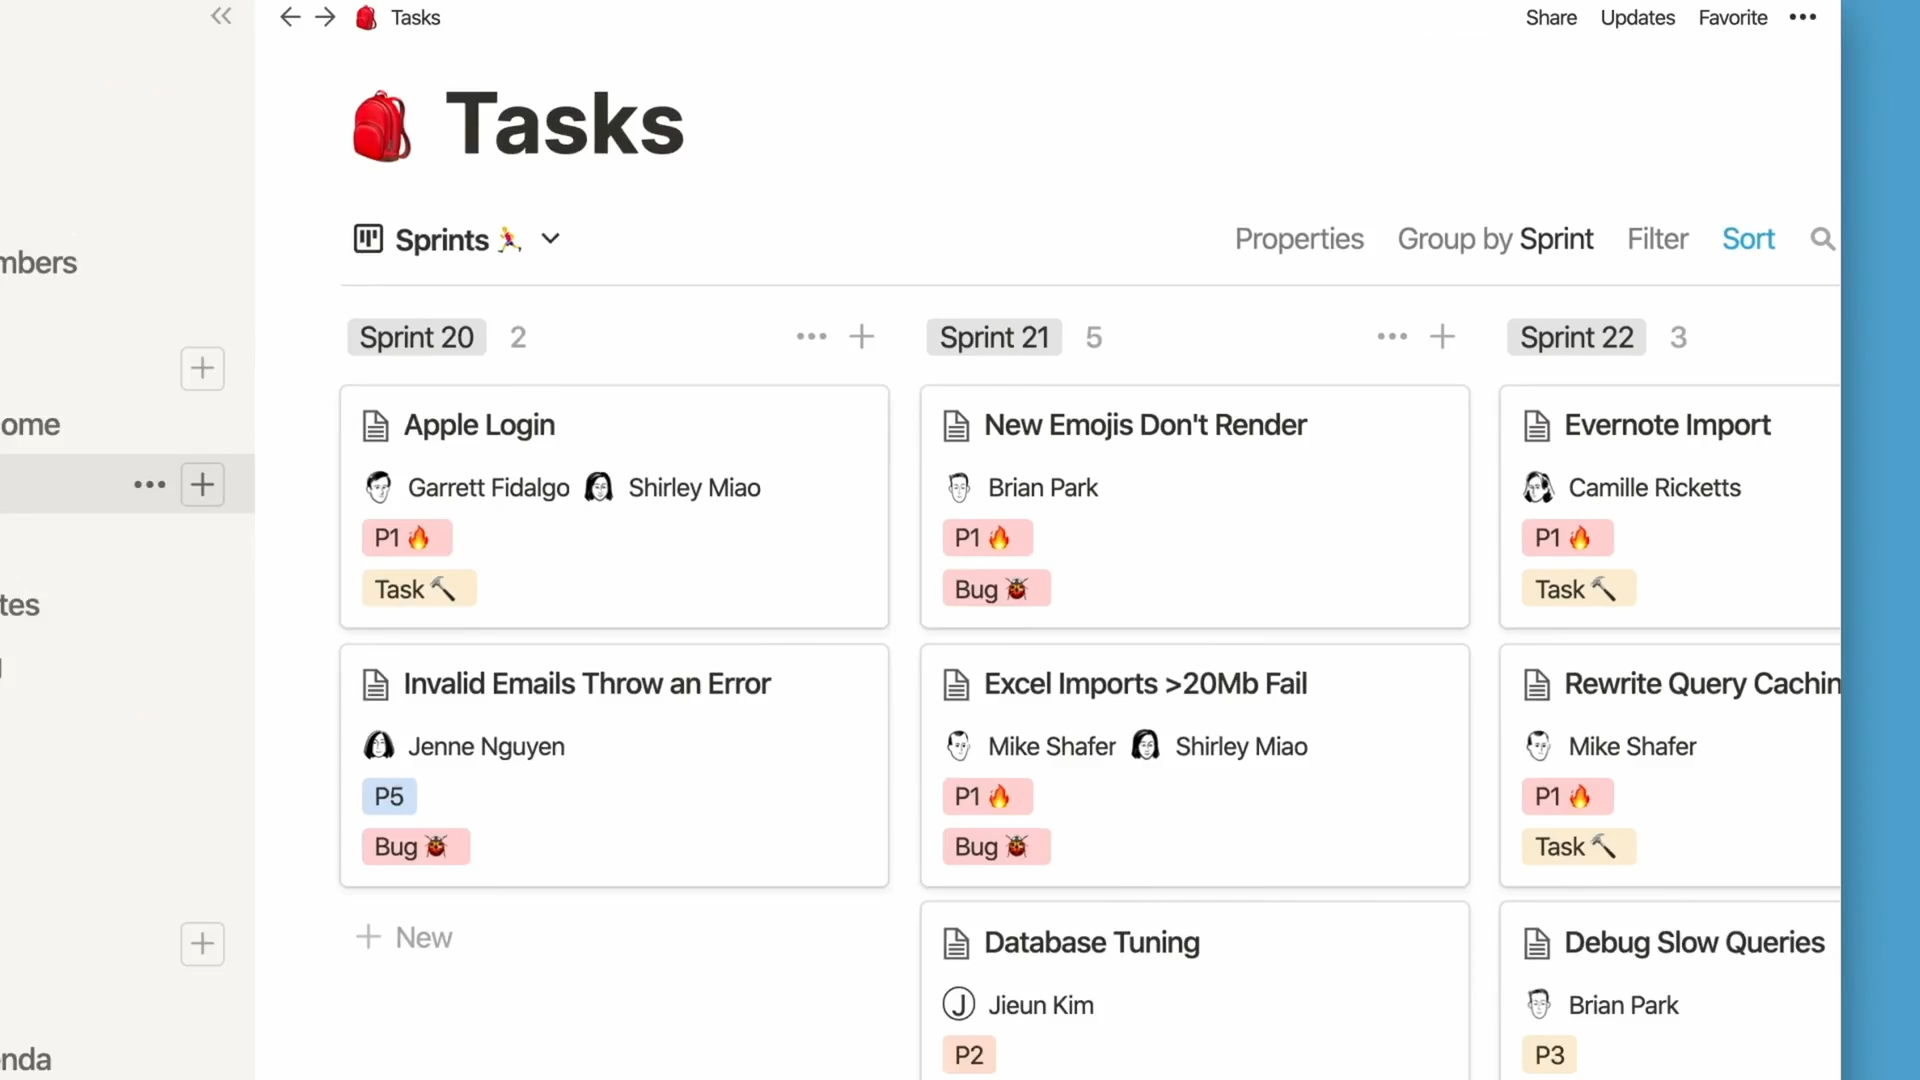 Tasks
Share Updates Favorite
Tasks
Sprints
Properties Group by Sprint Filter Sort
mbers
ome
tes
nda
Sprint 20 2
Apple Login
Garrett Fidalgo Shirley Miao
P1
Task
Invalid Emails Throw an Error
Jenne Nguyen
P5
Bug
New
Sprint 21 5
New Emojis Don't Render
Brian Park
P1
Bug
Excel Imports >20Mb Fail
Mike Shafer Shirley Miao
P1
Bug
Database Tuning
J Jieun Kim
P2
Sprint 22 3
Evernote Import
Camille Ricketts
P1
Task
Rewrite Query Cachin
Mike Shafer
P1
Task
Debug Slow Queries
Brian Park
P3